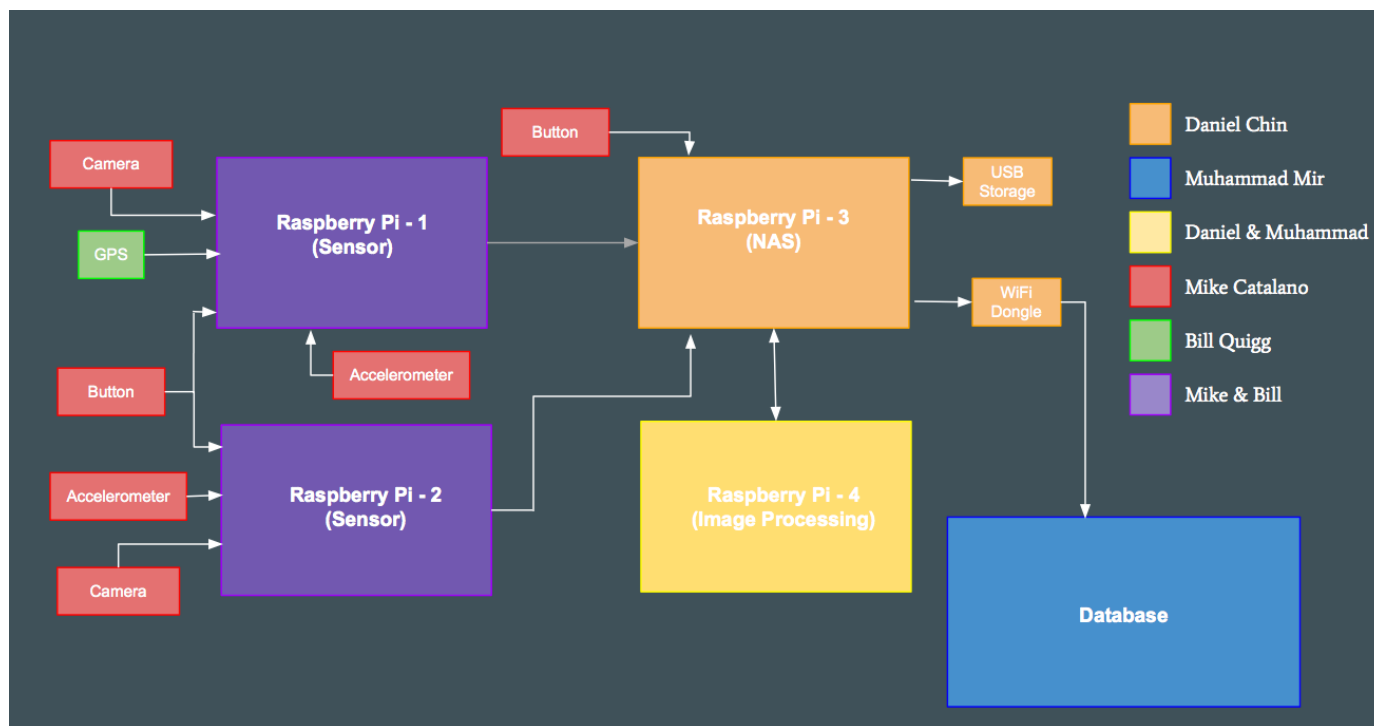 Button
Camera
Raspberry Pi - 1
(Sensor)
GPS
Accelerometer
Button
Raspberry Pi - 3
(NAS)
USB
Storage
WiFi
Dongle
Accelerometer
Raspberry Pi - 2
(Sensor)
Camera
Raspberry Pi - 4
(Image Processing)
Database
Daniel Chin
Muhammad Mir
Daniel & Muhammad
Mike Catalano
Bill Quigg
Mike & Bill